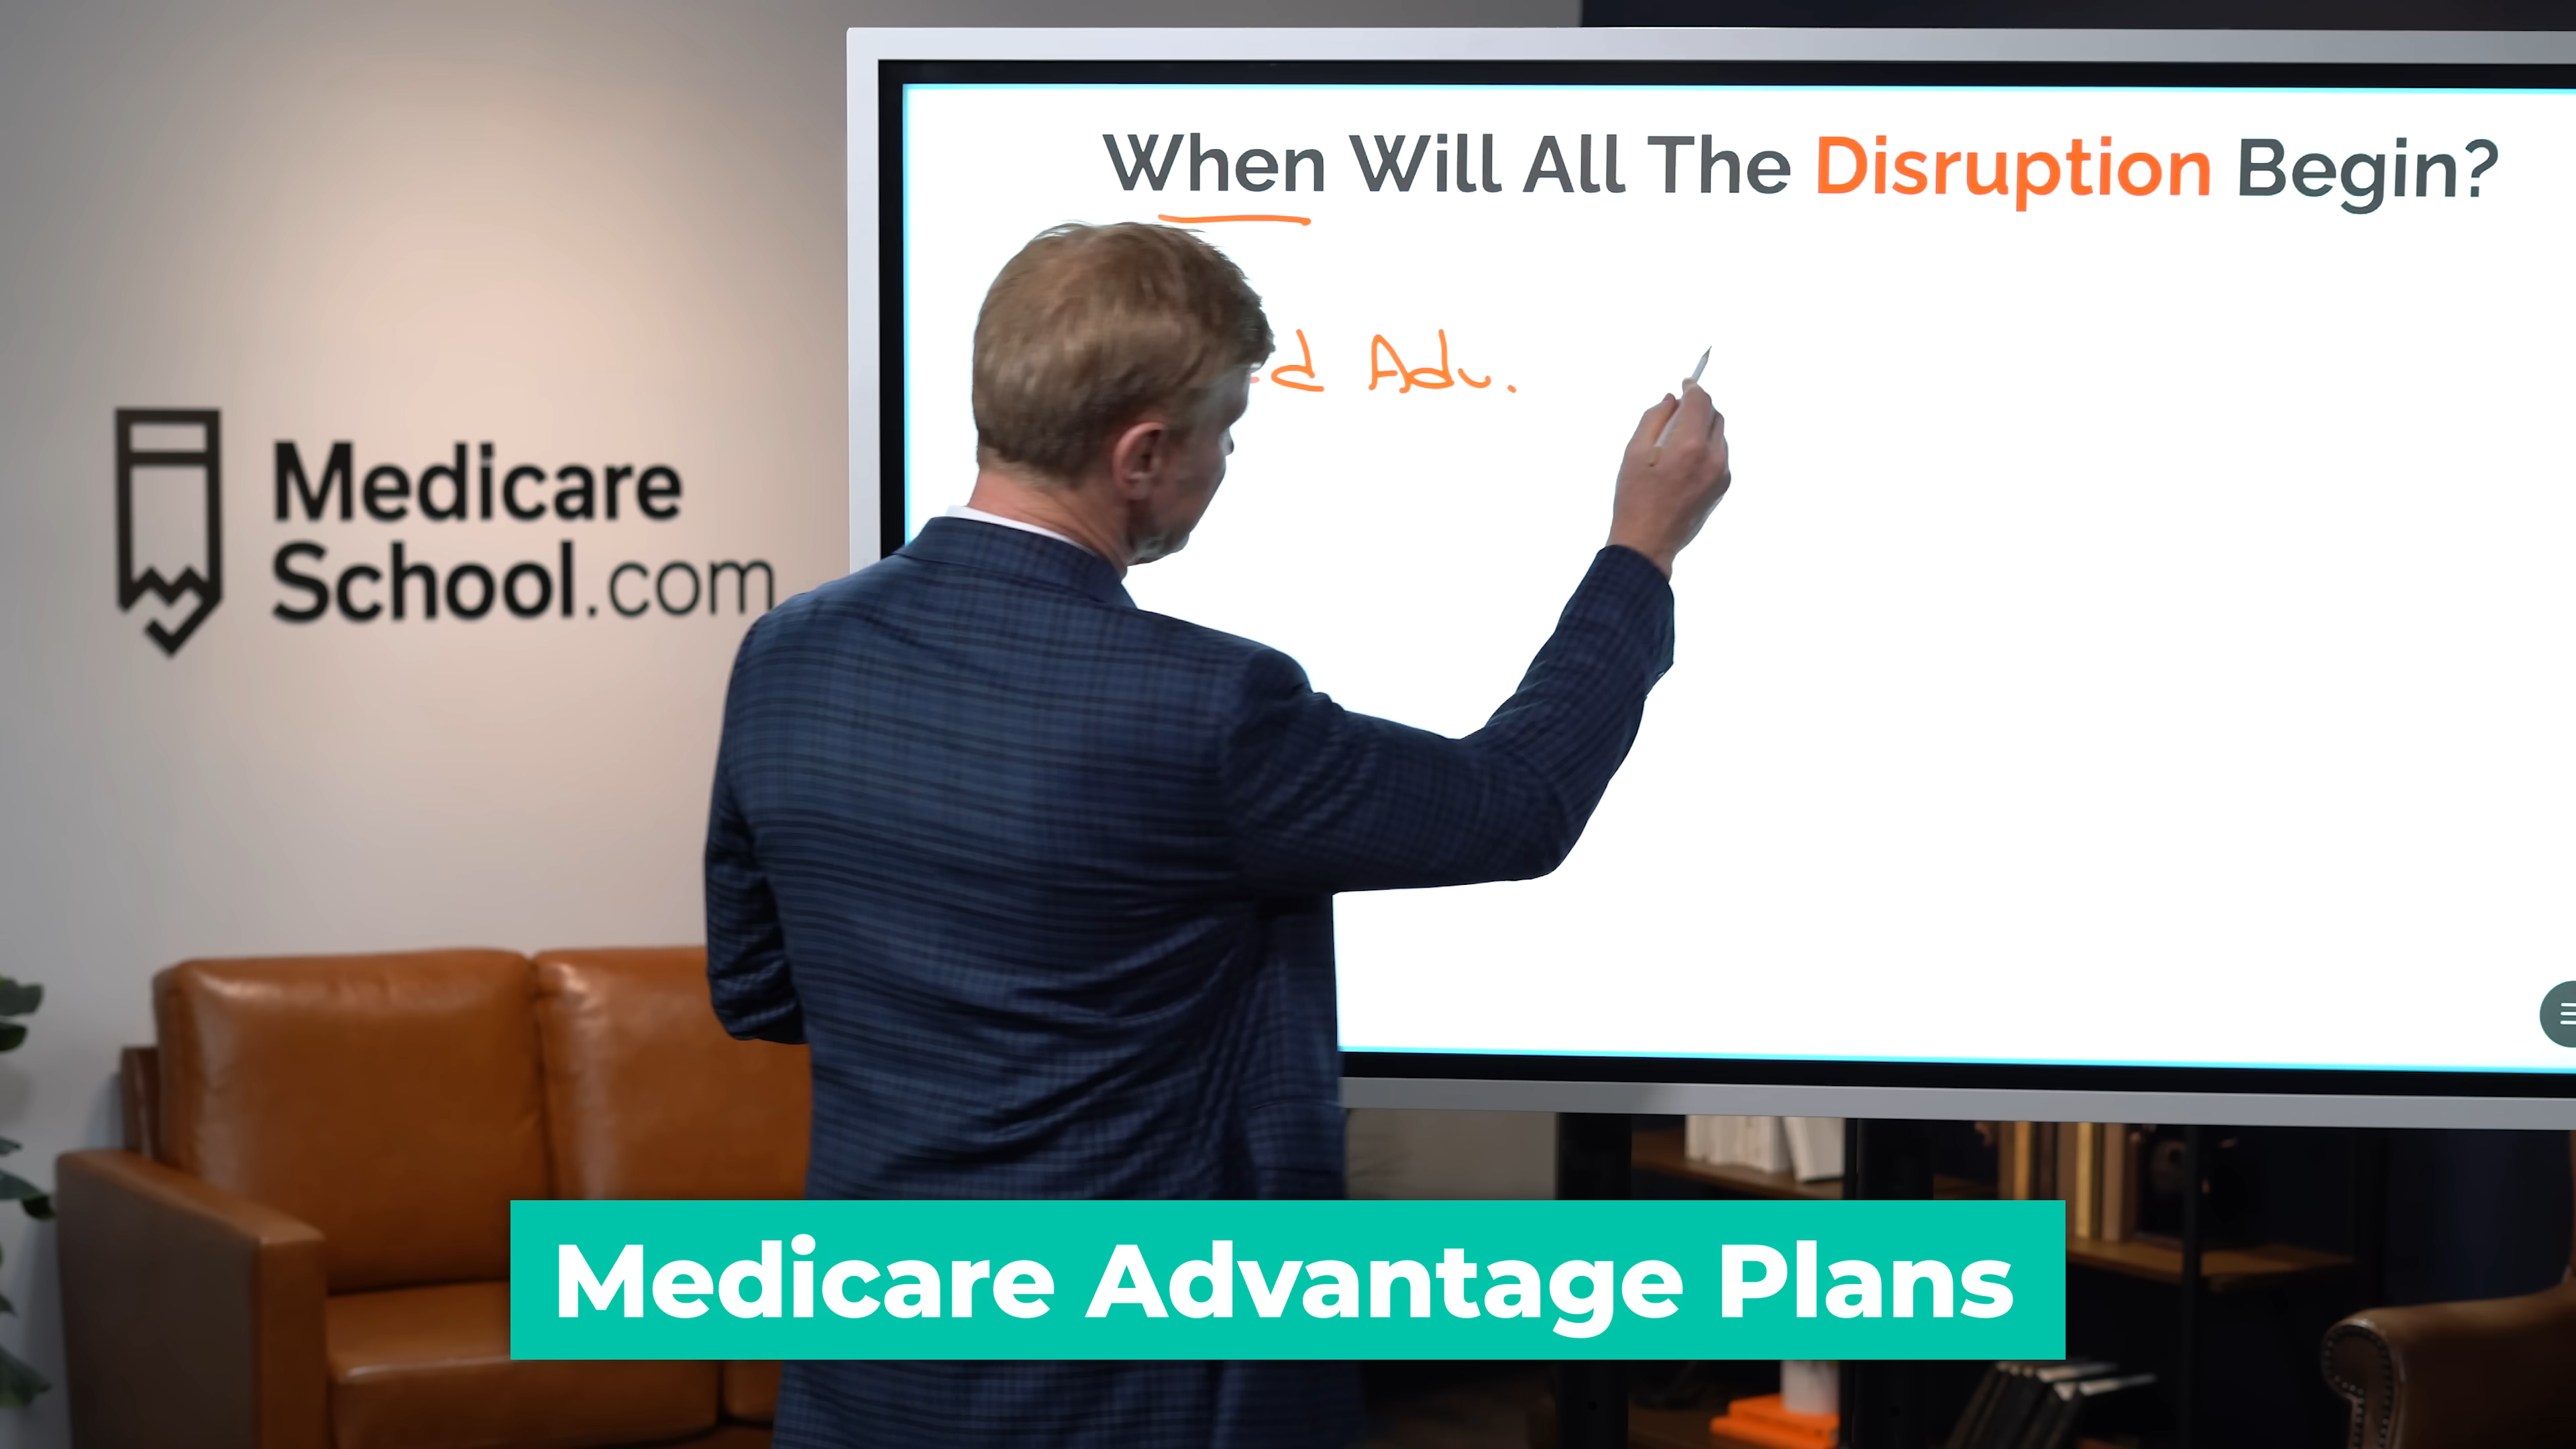 When Will All The Disruption Begin?
Adv.
Medicare
School.com
Medicare Advantage Plans